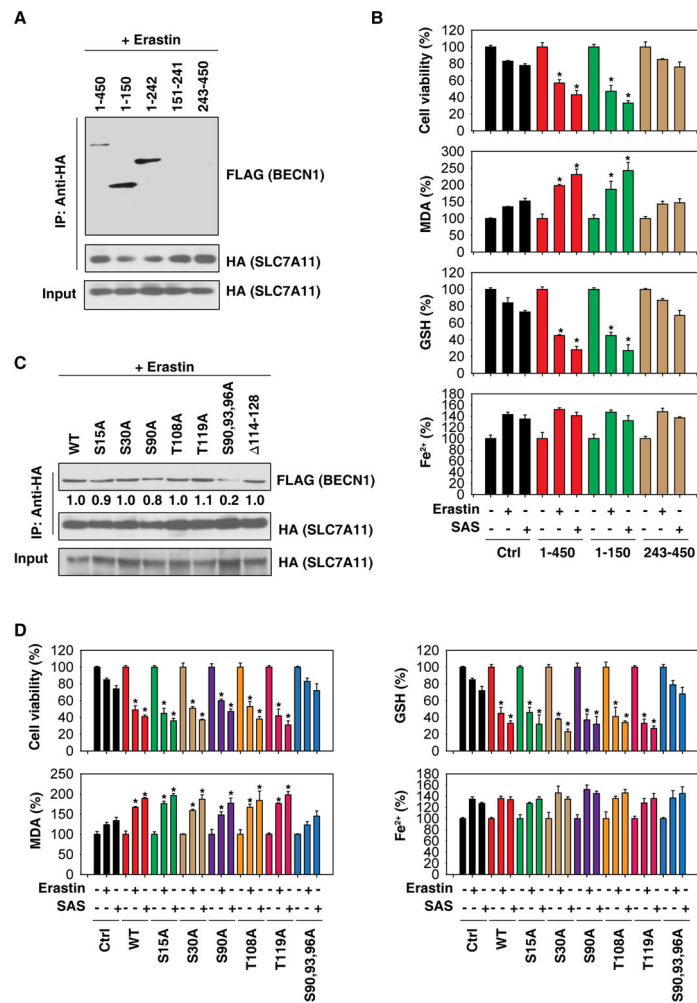 A
+ Erastin
1-450
1-150
1-242
151-241
243-450
IP: Anti-HA
FLAG (BECN1)
HA (SLC7A11)
Input
HA (SLC7A11)
B
Cell viability (%)
120
100
80
60
40
20
0
* * * *
MDA (%)
300
250
200
150
100
50
0
* * * *
GSH (%)
120
100
80
60
40
20
0
* * * *
Fe²⁺ (%)
180
160
140
120
100
80
60
40
20
0
Erastin - + - - + - - + - - + -
SAS - - + - - + - - + - - +
Ctrl 1-450 1-150 243-450
C
+ Erastin
WT
S15A
S30A
S90A
T108A
T119A
S90,93,96A
Δ114-128
IP: Anti-HA
FLAG (BECN1)
1.0 0.9 1.0 0.8 1.0 1.1 0.2 1.0
HA (SLC7A11)
Input
HA (SLC7A11)
D
Cell viability (%)
120
100
80
60
40
20
0
* * * * * * * * * * * *
MDA (%)
250
200
150
100
50
0
* * * * * * * * * * * *
Erastin - + - - + - - + - - + - - + - - + - - + - - + -
SAS - - + - - + - - + - - + - - + - - + - - + - - +
Ctrl
WT
S15A
S30A
S90A
T108A
T119A
S90,93,96A
GSH (%)
120
100
80
60
40
20
0
* * * * * * * * * * * *
Fe²⁺ (%)
180
160
140
120
100
80
60
40
20
0
Erastin - + - - + - - + - - + - - + - - + - - + - - + -
SAS - - + - - + - - + - - + - - + - - + - - + - - +
Ctrl
WT
S15A
S30A
S90A
T108A
T119A
S90,93,96A